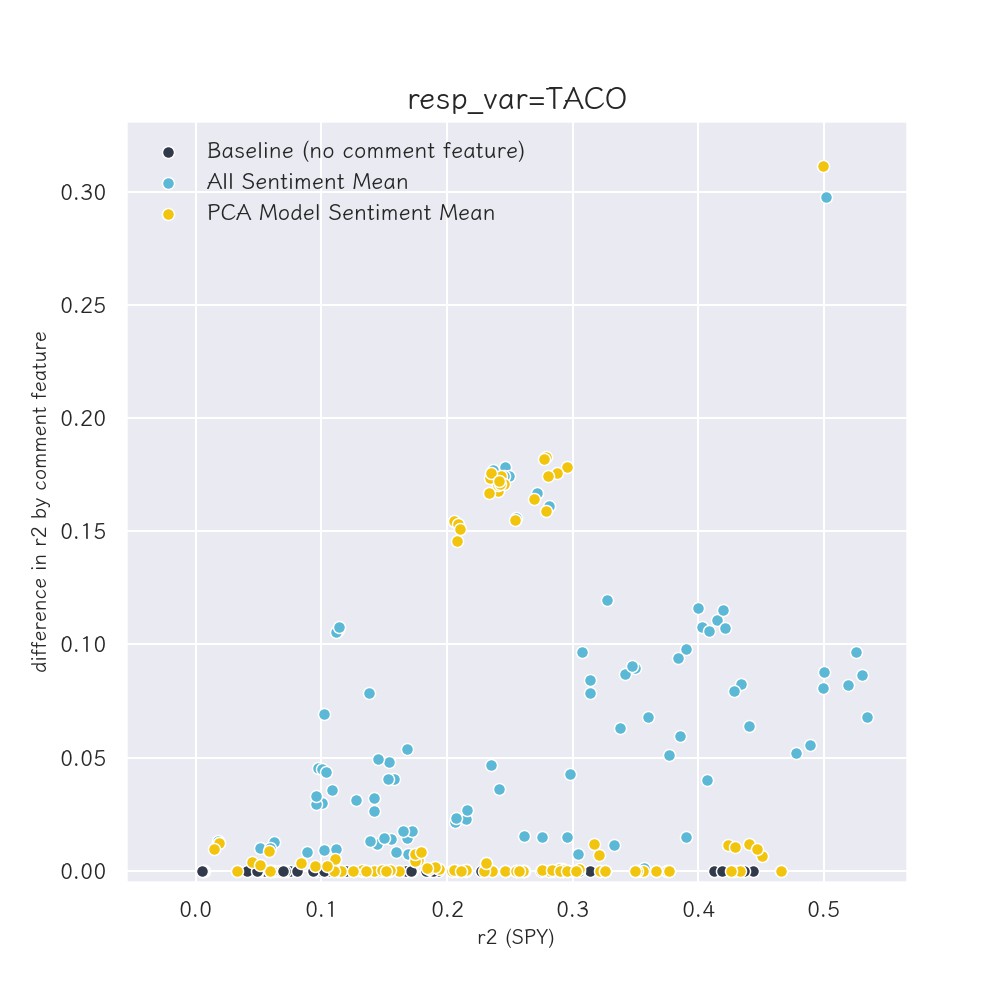 resp_var=TACO
Baseline (no comment feature)
All Sentiment Mean
PCA Model Sentiment Mean
difference in r2 by comment feature
0.30
0.25
0.20
0.15
0.10
0.05
0.00
0.0 0.1 0.2 0.3 0.4 0.5
r2 (SPY)